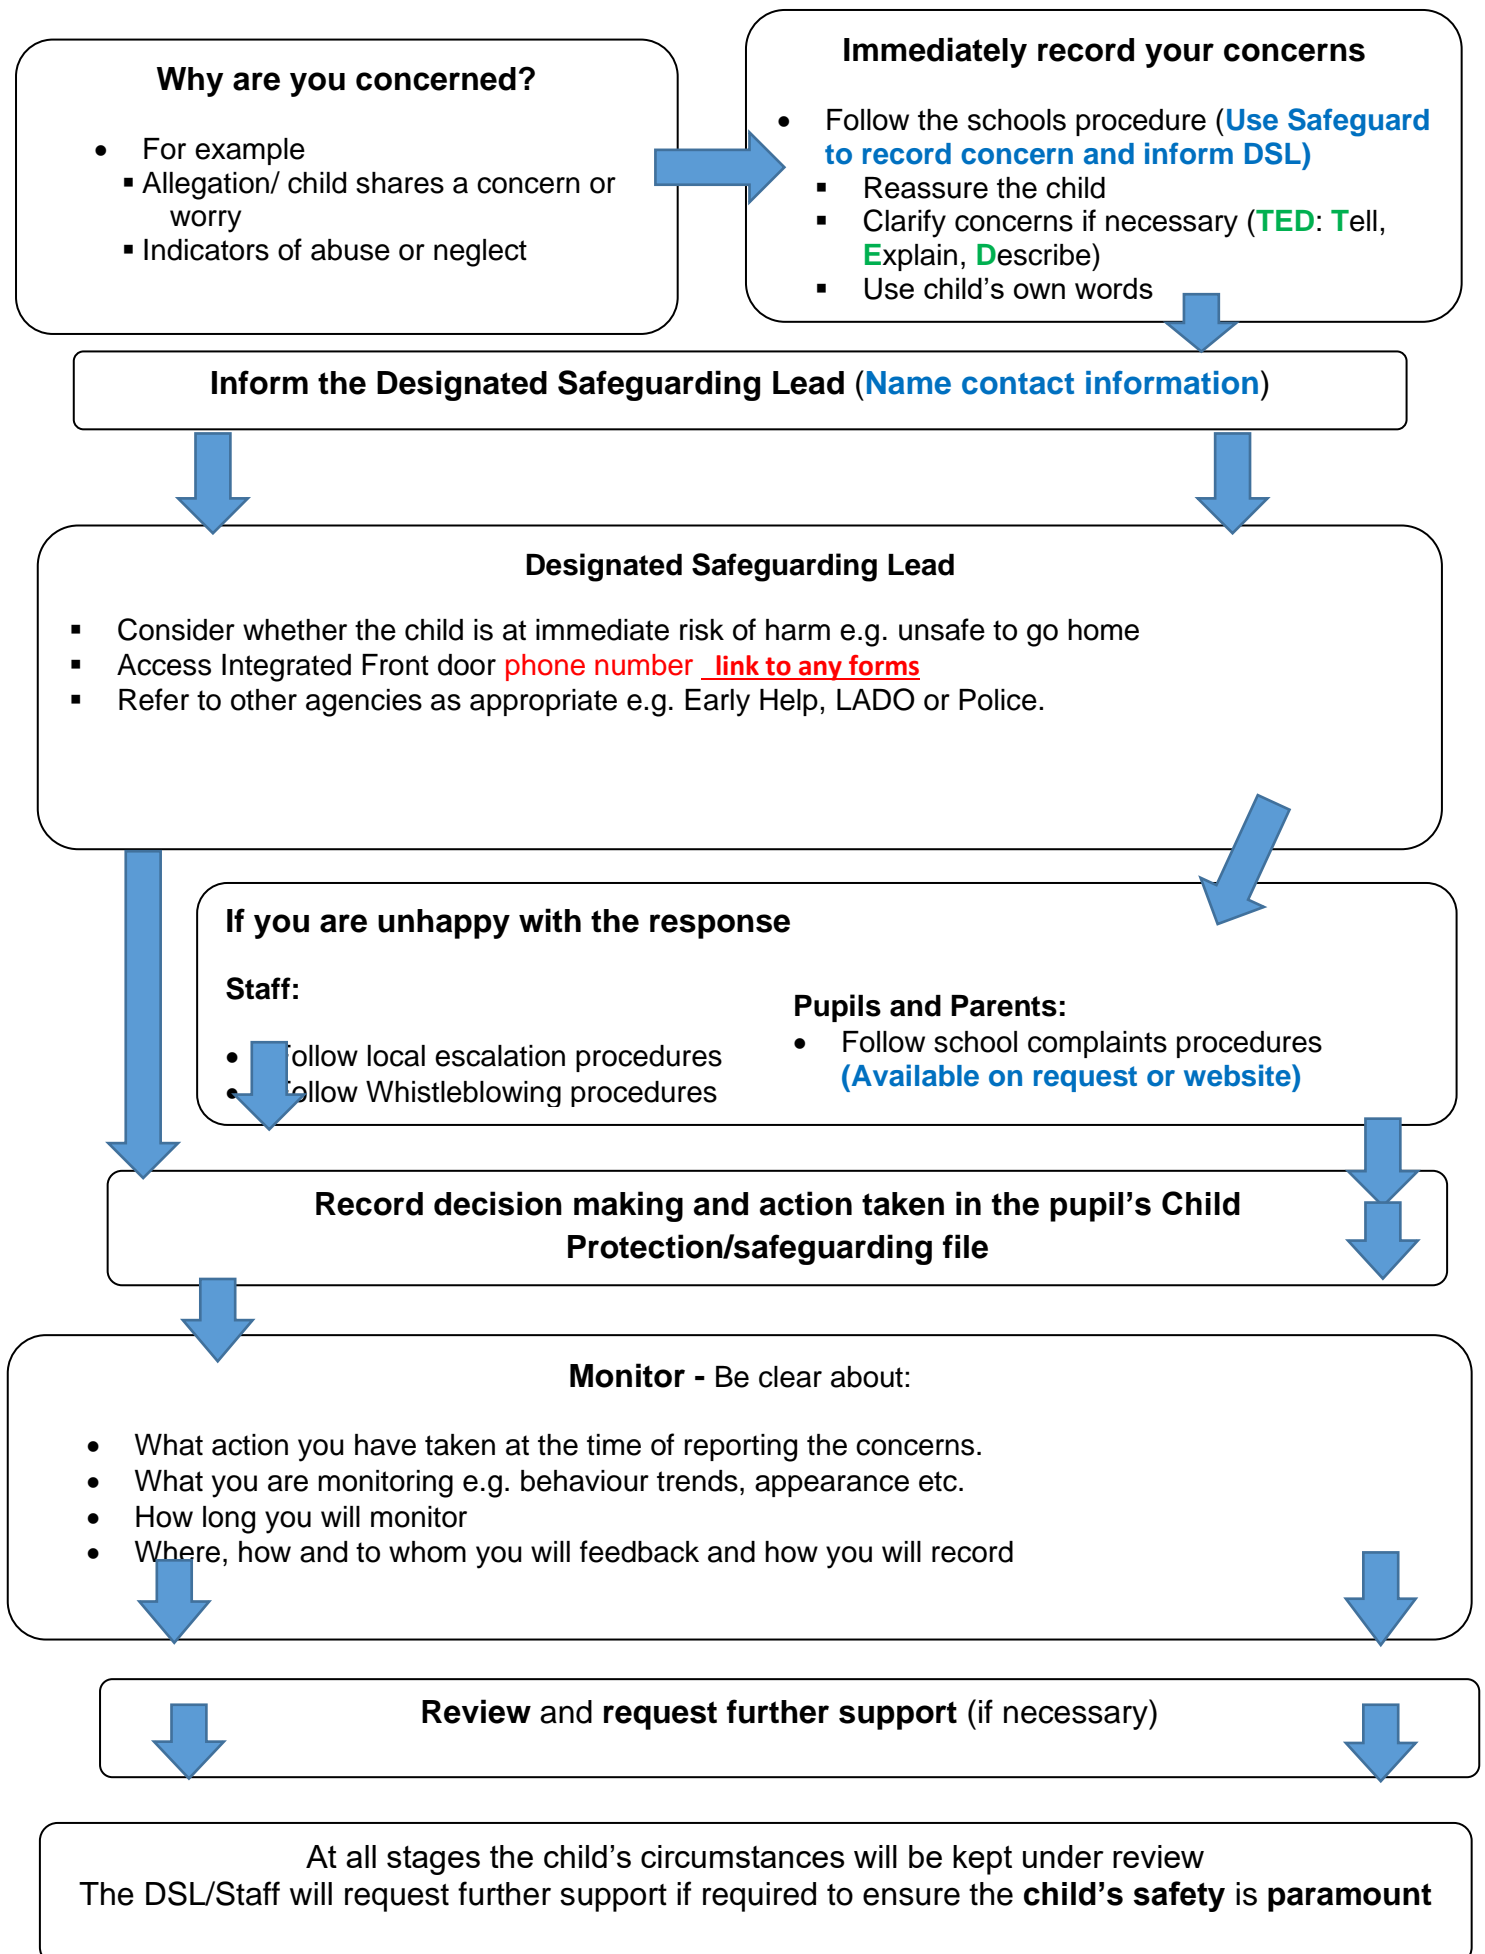 Why are you concerned?
• For example
▪ Allegation/ child shares a concern or
worry
▪ Indicators of abuse or neglect
Immediately record your concerns
• Follow the schools procedure (Use Safeguard
to record concern and inform DSL)
▪ Reassure the child
▪ Clarify concerns if necessary (TED: Tell,
Explain, Describe)
▪ Use child’s own words
Inform the Designated Safeguarding Lead (Name contact information)
Designated Safeguarding Lead
▪ Consider whether the child is at immediate risk of harm e.g. unsafe to go home
▪ Access Integrated Front door phone number link to any forms
▪ Refer to other agencies as appropriate e.g. Early Help, LADO or Police.
If you are unhappy with the response
Staff:
• Follow local escalation procedures
• Follow Whistleblowing procedures
Pupils and Parents:
• Follow school complaints procedures
(Available on request or website)
Record decision making and action taken in the pupil’s Child
Protection/safeguarding file
Monitor - Be clear about:
• What action you have taken at the time of reporting the concerns.
• What you are monitoring e.g. behaviour trends, appearance etc.
• How long you will monitor
• Where, how and to whom you will feedback and how you will record
Review and request further support (if necessary)
At all stages the child’s circumstances will be kept under review
The DSL/Staff will request further support if required to ensure the child’s safety is paramount